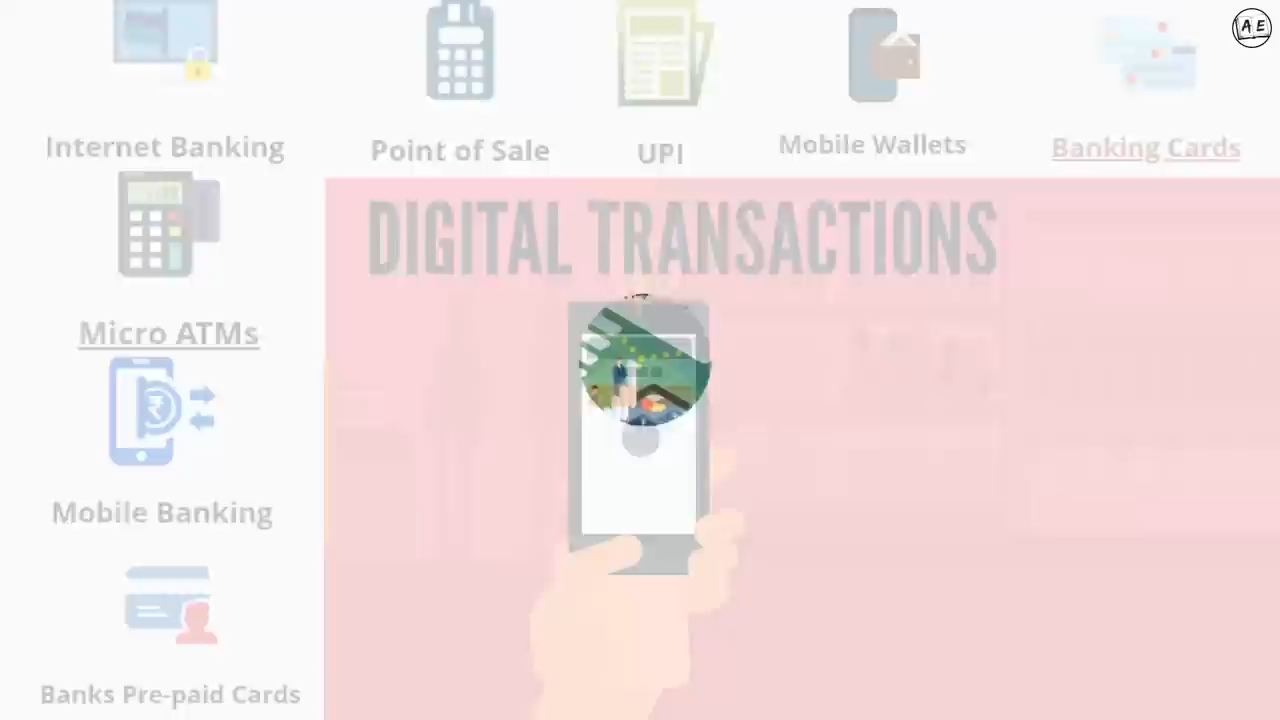 AE
Internet Banking
Point of Sale
UPI
Mobile Wallets
Banking Cards
DIGITAL TRANSACTIONS
Micro ATMs
₹
Mobile Banking
Banks Pre-paid Cards